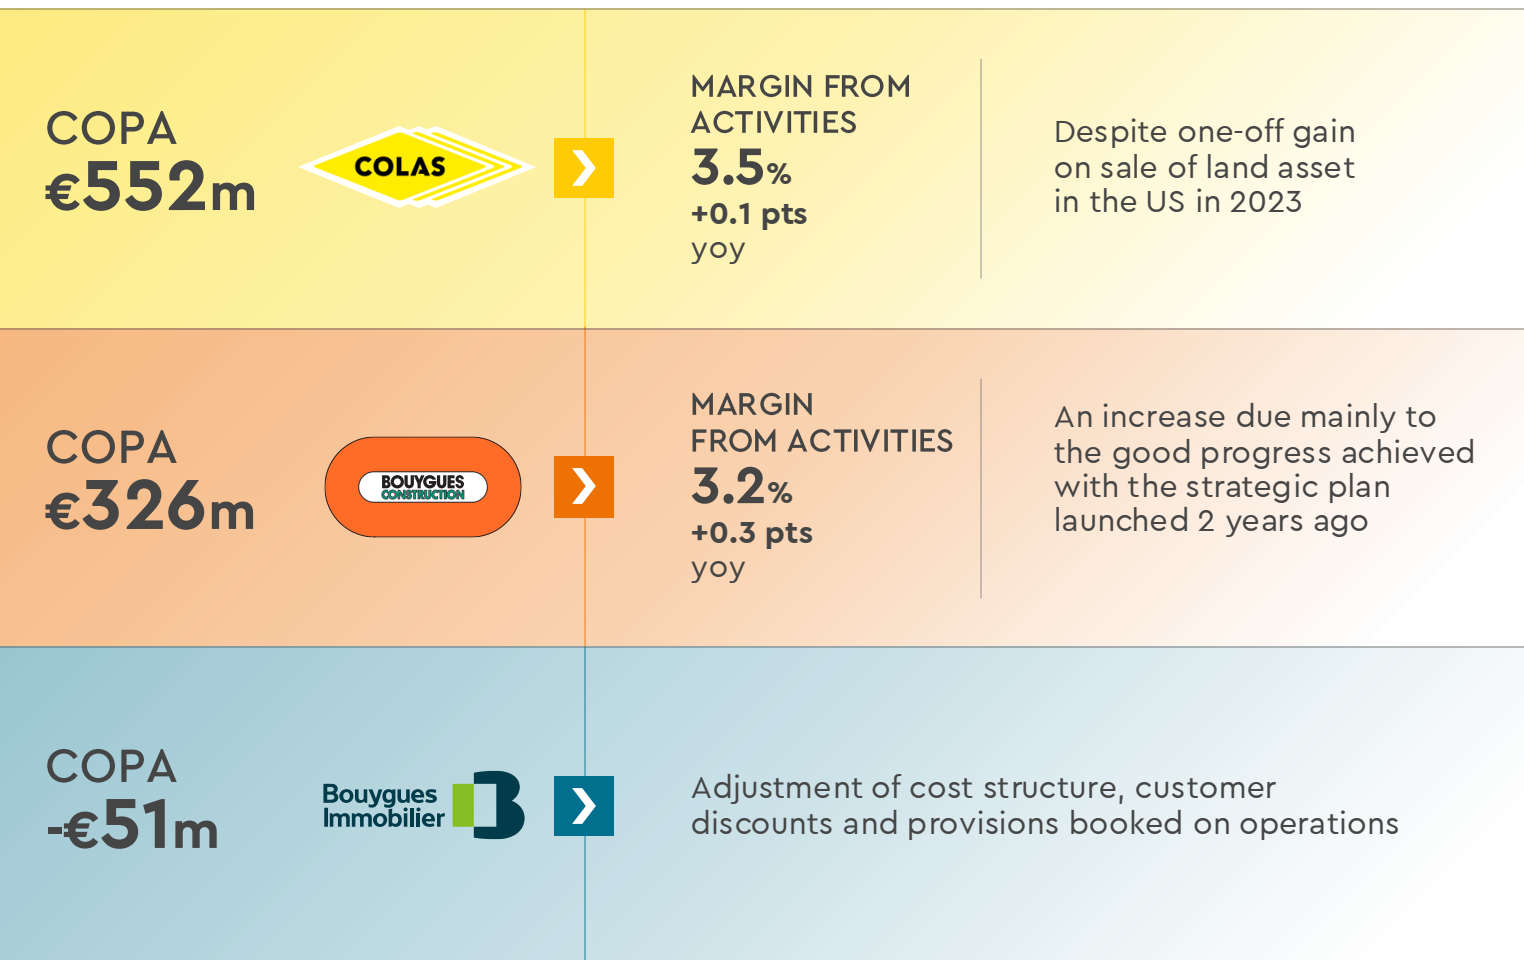 COPA
€552m
COLAS
MARGIN FROM
ACTIVITIES
3.5%
+0.1 pts
yoy
Despite one-off gain
on sale of land asset
in the US in 2023
COPA
€326m
BOUYGUES
CONSTRUCTION
MARGIN
FROM ACTIVITIES
3.2%
+0.3 pts
yoy
An increase due mainly to
the good progress achieved
with the strategic plan
launched 2 years ago
COPA
-€51m
Bouygues
Immobilier
Adjustment of cost structure, customer
discounts and provisions booked on operations